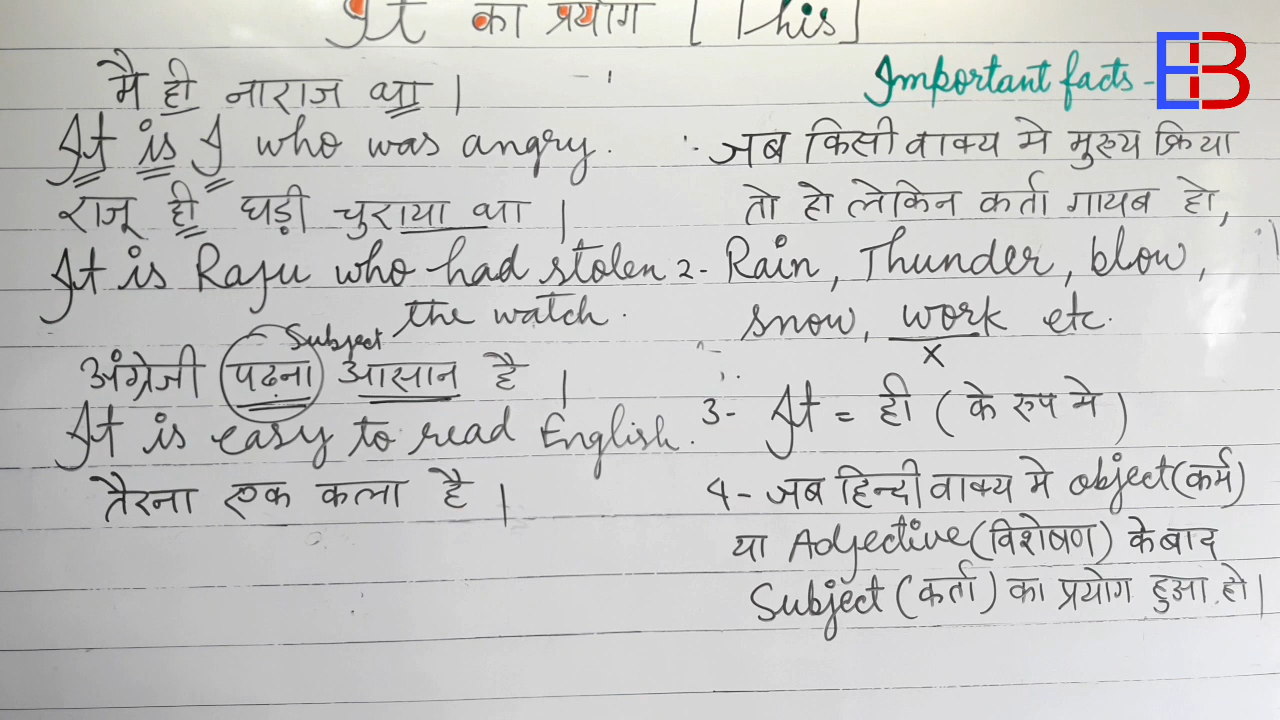 It का प्रयोग [This]
मै ही नाराज था |
It is I who was angry.
राजू ही घड़ी चुराया था |
It is Raju who had stolen
the watch.
Subject
अंग्रेजी पढ़ना आसान है |
It is easy to read English.
तैरना एक कला है |
Important facts -
EB
जब किसी वाक्य मे मुख्य क्रिया
तो हो लेकिन कर्ता गायब हो,
2- Rain, Thunder, blow,
snow, work etc.
x
3- It = ही (के रुप मे)
4- जब हिन्दी वाक्य मे object (कर्म)
या Adjective (विशेषण) के बाद
Subject (कर्ता) का प्रयोग हुआ हो |